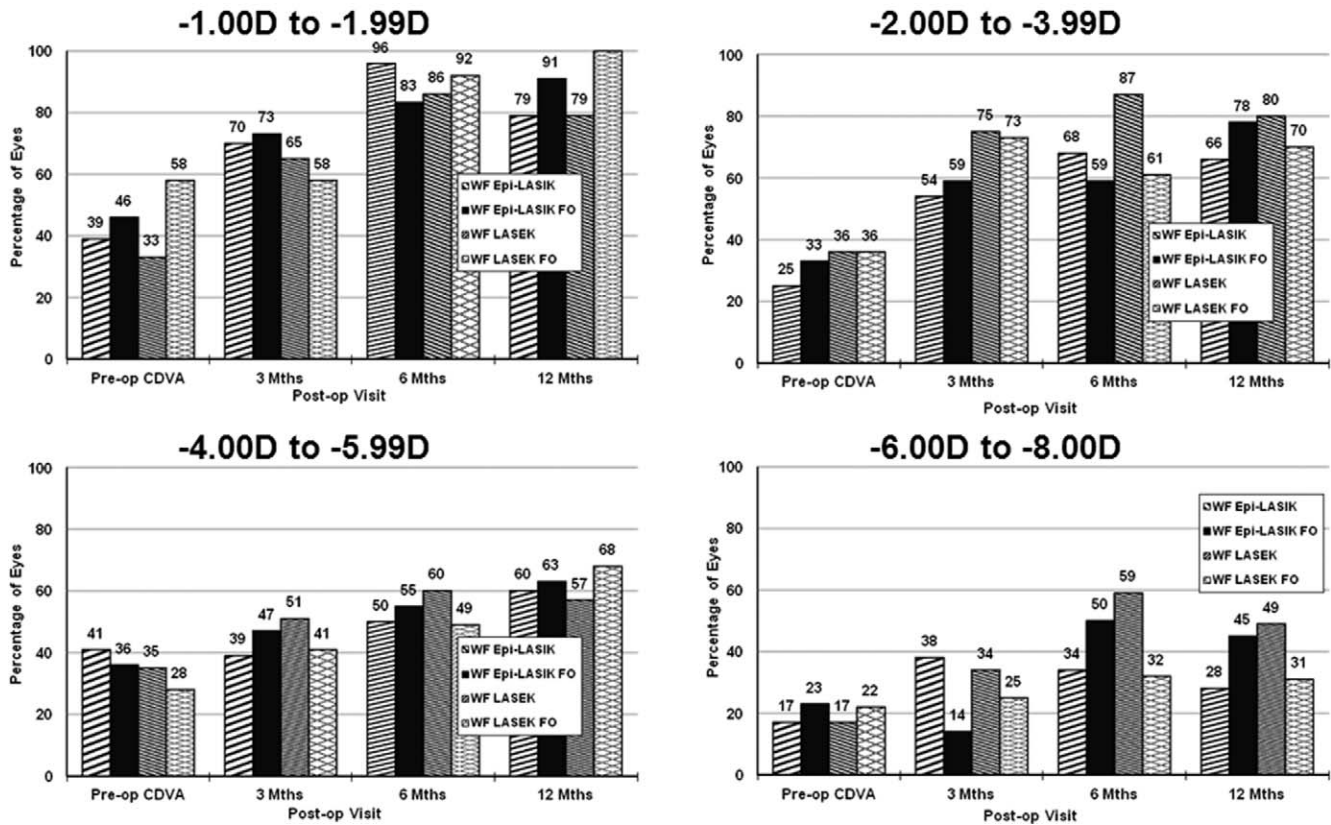 -1.00D to -1.99D
Percentage of Eyes
100
80
60
40
20
0
39
46
33
58
70
73
65
58
96
83
86
92
79
91
79
WF Epi-LASIK
WF Epi-LASIK FO
WF LASEK
WF LASEK FO
Pre-op CDVA
3 Mths
6 Mths
12 Mths
Post-op Visit
-2.00D to -3.99D
Percentage of Eyes
100
80
60
40
20
0
25
33
36
36
54
59
75
73
68
59
87
61
66
78
80
70
WF Epi-LASIK
WF Epi-LASIK FO
WF LASEK
WF LASEK FO
Pre-op CDVA
3 Mths
6 Mths
12 Mths
Post-op Visit
-4.00D to -5.99D
Percentage of Eyes
100
80
60
40
20
0
41
36
35
28
39
47
51
41
50
55
60
49
60
63
57
68
WF Epi-LASIK
WF Epi-LASIK FO
WF LASEK
WF LASEK FO
Pre-op CDVA
3 Mths
6 Mths
12 Mths
Post-op Visit
-6.00D to -8.00D
Percentage of Eyes
100
80
60
40
20
0
17
23
17
22
38
14
34
25
34
50
59
32
28
45
49
31
WF Epi-LASIK
WF Epi-LASIK FO
WF LASEK
WF LASEK FO
Pre-op CDVA
3 Mths
6 Mths
12 Mths
Post-op Visit